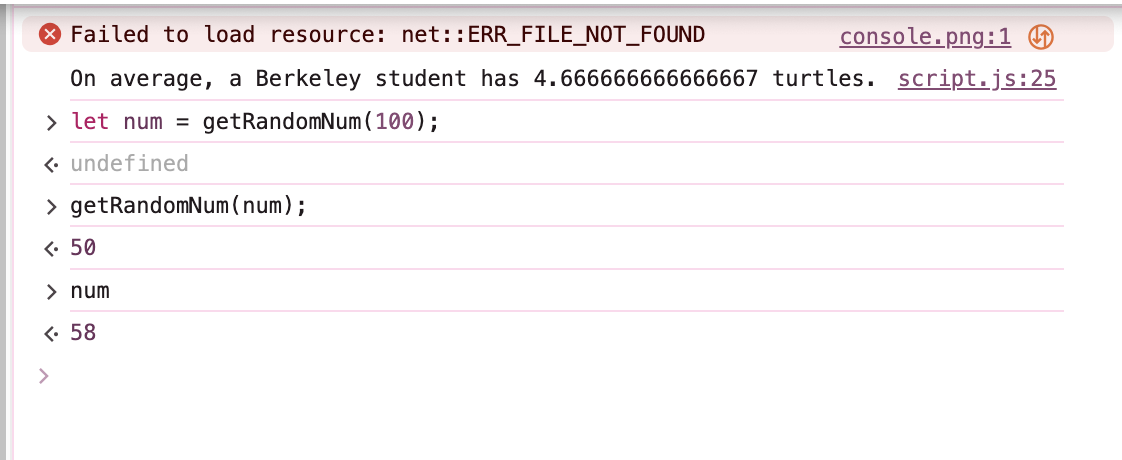 Failed to load resource: net::ERR_FILE_NOT_FOUND console.png:1
On average, a Berkeley student has 4.666666666666667 turtles. script.js:25
> let num = getRandomNum(100);
undefined
> getRandomNum(num);
50
> num
58
>